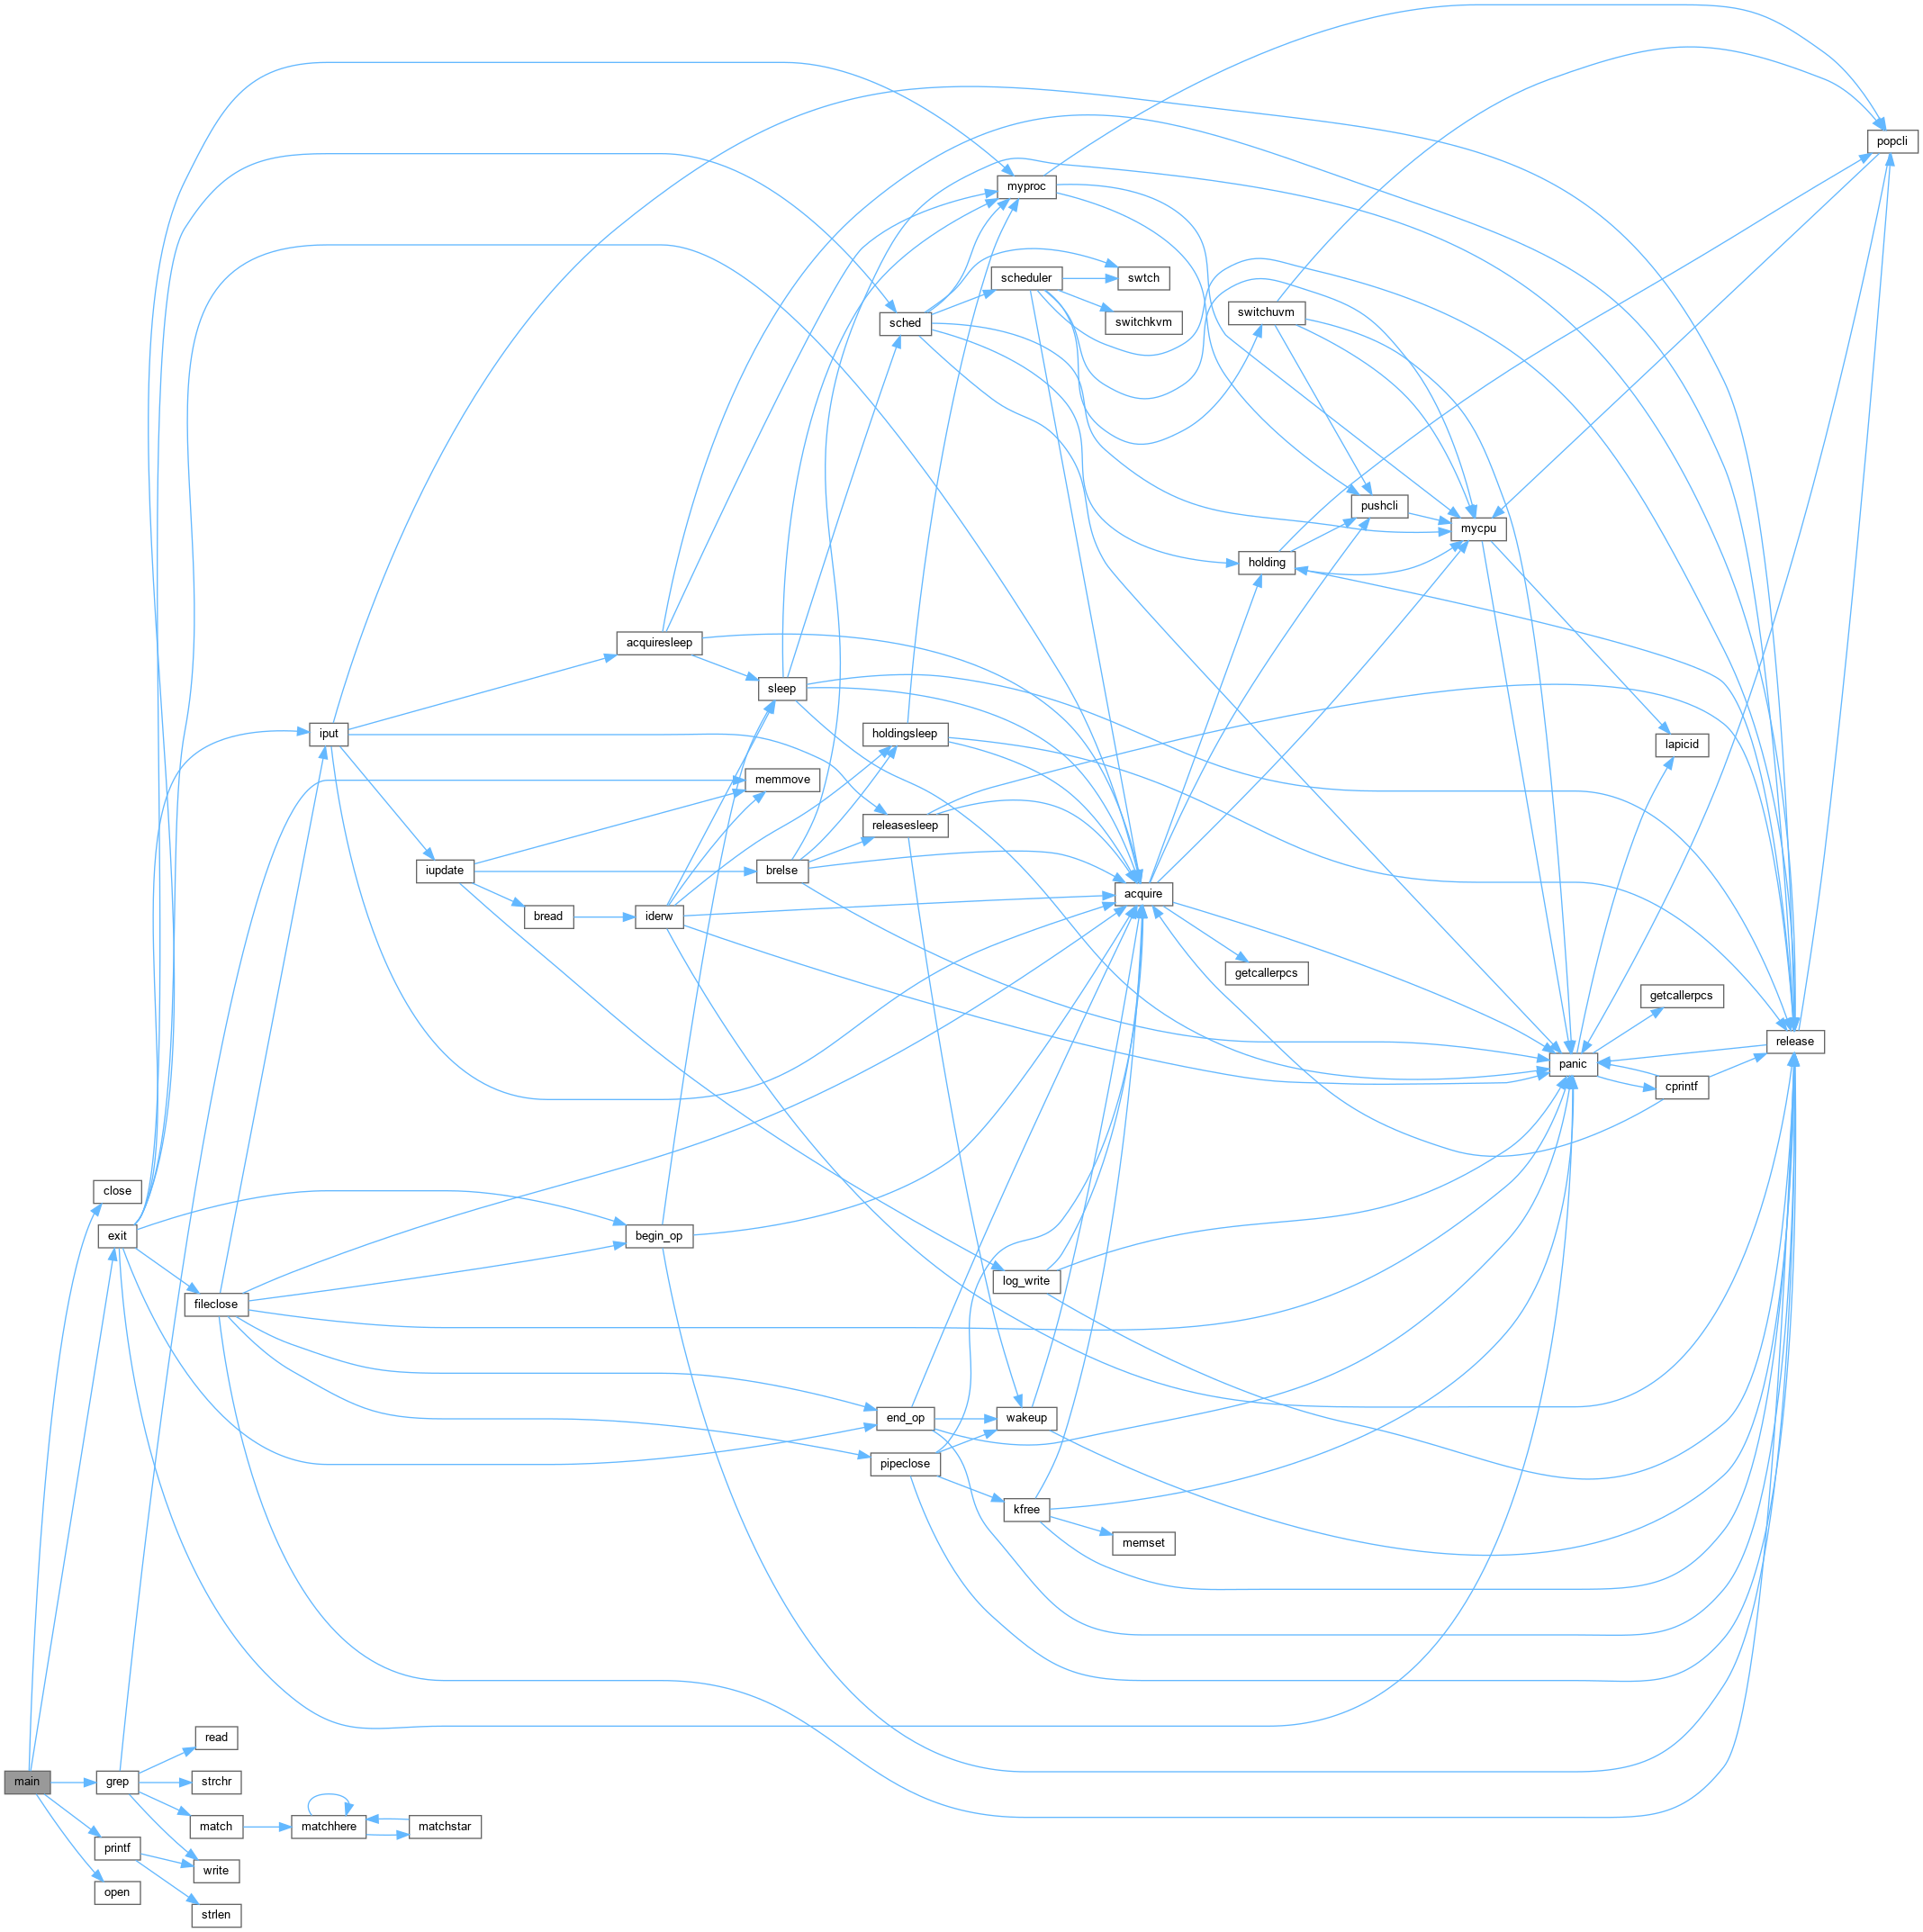 popcli
myproc
scheduler
swtch
switchkvm
switchuvm
sched
pushcli
mycpu
holding
acquiresleep
sleep
iput
holdingsleep
lapicid
memmove
releasesleep
iupdate
brelse
acquire
bread
iderw
getcallerpcs
getcallerpcs
release
panic
cprintf
close
exit
begin_op
log_write
fileclose
end_op
wakeup
pipeclose
kfree
memset
read
main
grep
strchr
match
matchhere
matchstar
printf
write
open
strlen